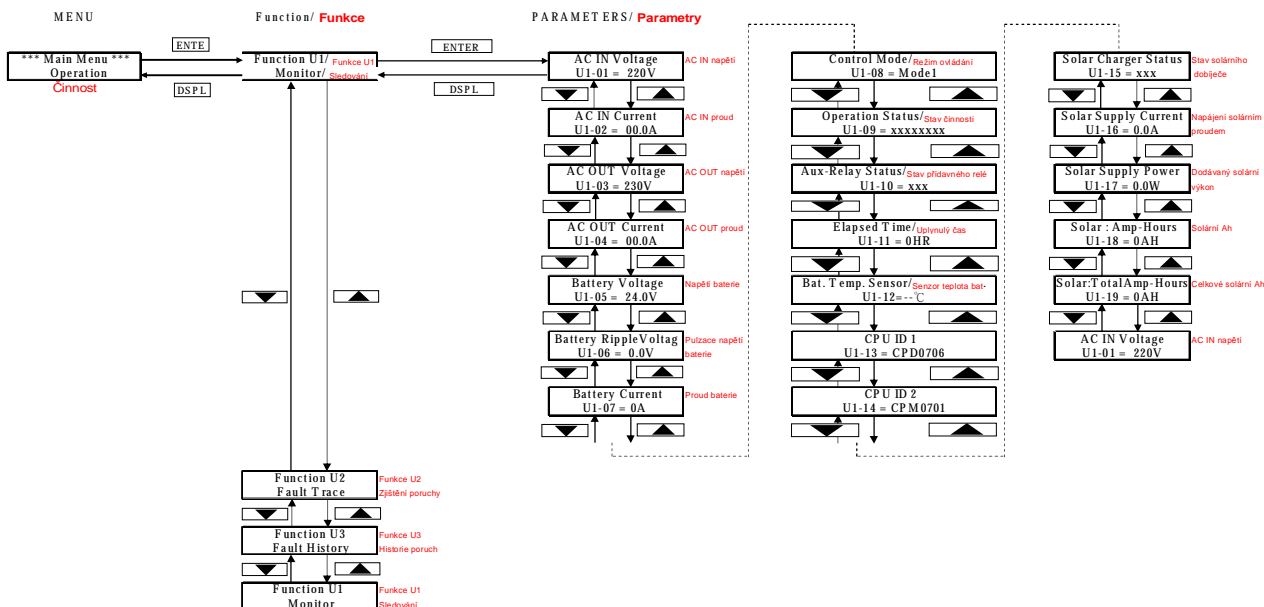 MENU
Function/ Funkce
PARAMETERS/ Parametry
*** Main Menu ***
Operation
Činnost
ENTE
DSPL
Function U1/ Funkce U1
Monitor/ Sledování
ENTER
DSPL
AC IN Voltage
U1-01 = 220V
AC IN napětí
AC IN Current
U1-02 = 00.0A
AC IN proud
AC OUT Voltage
U1-03 = 230V
AC OUT napětí
AC OUT Current
U1-04 = 00.0A
AC OUT proud
Battery Voltage
U1-05 = 24.0V
Napětí baterie
Battery RippleVoltag
U1-06 = 0.0V
Pulzace napětí
baterie
Battery Current
U1-07 = 0A
Proud baterie
Control Mode/Režim ovládání
U1-08 = Mode1
Operation Status/Stav činnosti
U1-09 = xxxxxxxx
Aux-Relay Status/Stav přídavného relé
U1-10 = xxx
Elapsed Time/Uplynulý čas
U1-11 = 0HR
Bat. Temp. Sensor/Senzor teplota bat.
U1-12=--℃
CPU ID 1
U1-13 = CPD0706
CPU ID 2
U1-14 = CPM0701
Solar Charger Status
U1-15 = xxx
Stav solárního
dobíječe
Solar Supply Current
U1-16 = 0.0A
Napájení solárním
proudem
Solar Supply Power
U1-17 = 0.0W
Dodávaný solární
výkon
Solar : Amp-Hours
U1-18 = 0AH
Solární Ah
Solar:TotalAmp-Hours
U1-19 = 0AH
Celkové solární Ah
AC IN Voltage
U1-01 = 220V
AC IN napětí
Function U2
Fault Trace
Funkce U2
Zjištění poruchy
Function U3
Fault History
Funkce U3
Historie poruch
Function U1
Monitor
Funkce U1
Sledování